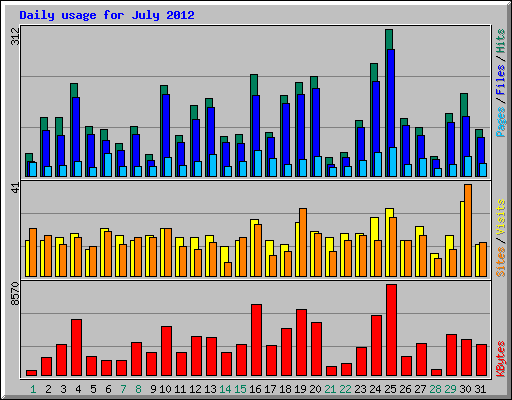 Daily usage for July 2012
312
Pages / Files / Hits
41
Sites / Visits
8570
KBytes
1 2 3 4 5 6 7 8 9 10 11 12 13 14 15 16 17 18 19 20 21 22 23 24 25 26 27 28 29 30 31